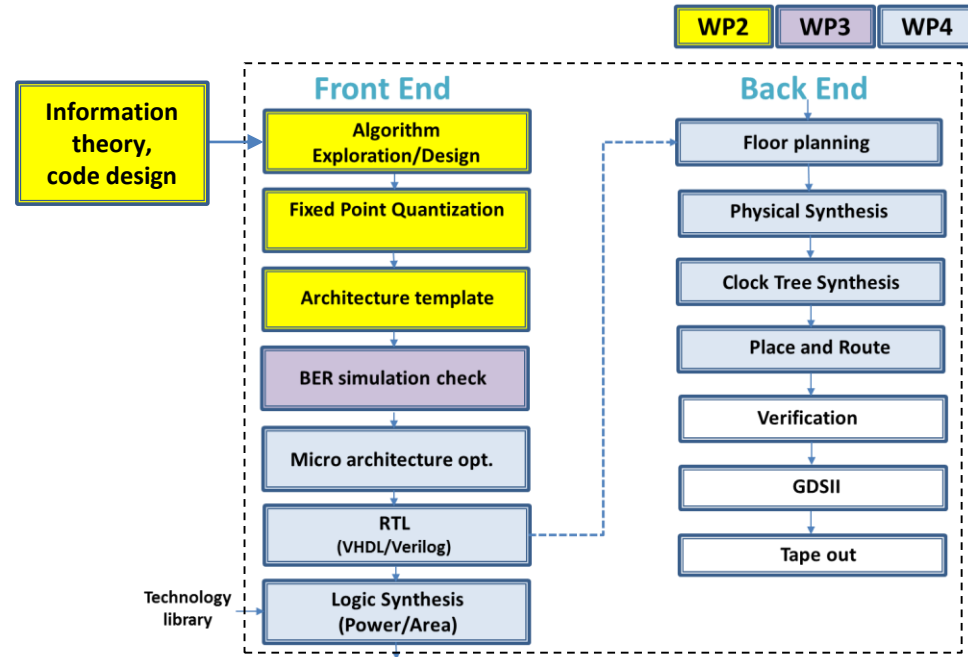 WP2 WP3 WP4
Front End
Back End
Information
theory,
code design
Algorithm
Exploration/Design
Fixed Point Quantization
Architecture template
BER simulation check
Micro architecture opt.
RTL
(VHDL/Verilog)
Technology
library
Logic Synthesis
(Power/Area)
Floor planning
Physical Synthesis
Clock Tree Synthesis
Place and Route
Verification
GDSII
Tape out